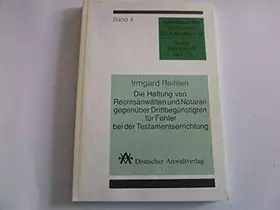 Band 4
Irmgard Reihlen
Die Haftung von
Rechtsanwälten und Notaren
gegenüber Drittbegünstigten
für Fehler
bei der Testamentserrichtung
Deutscher Anwaltverlag